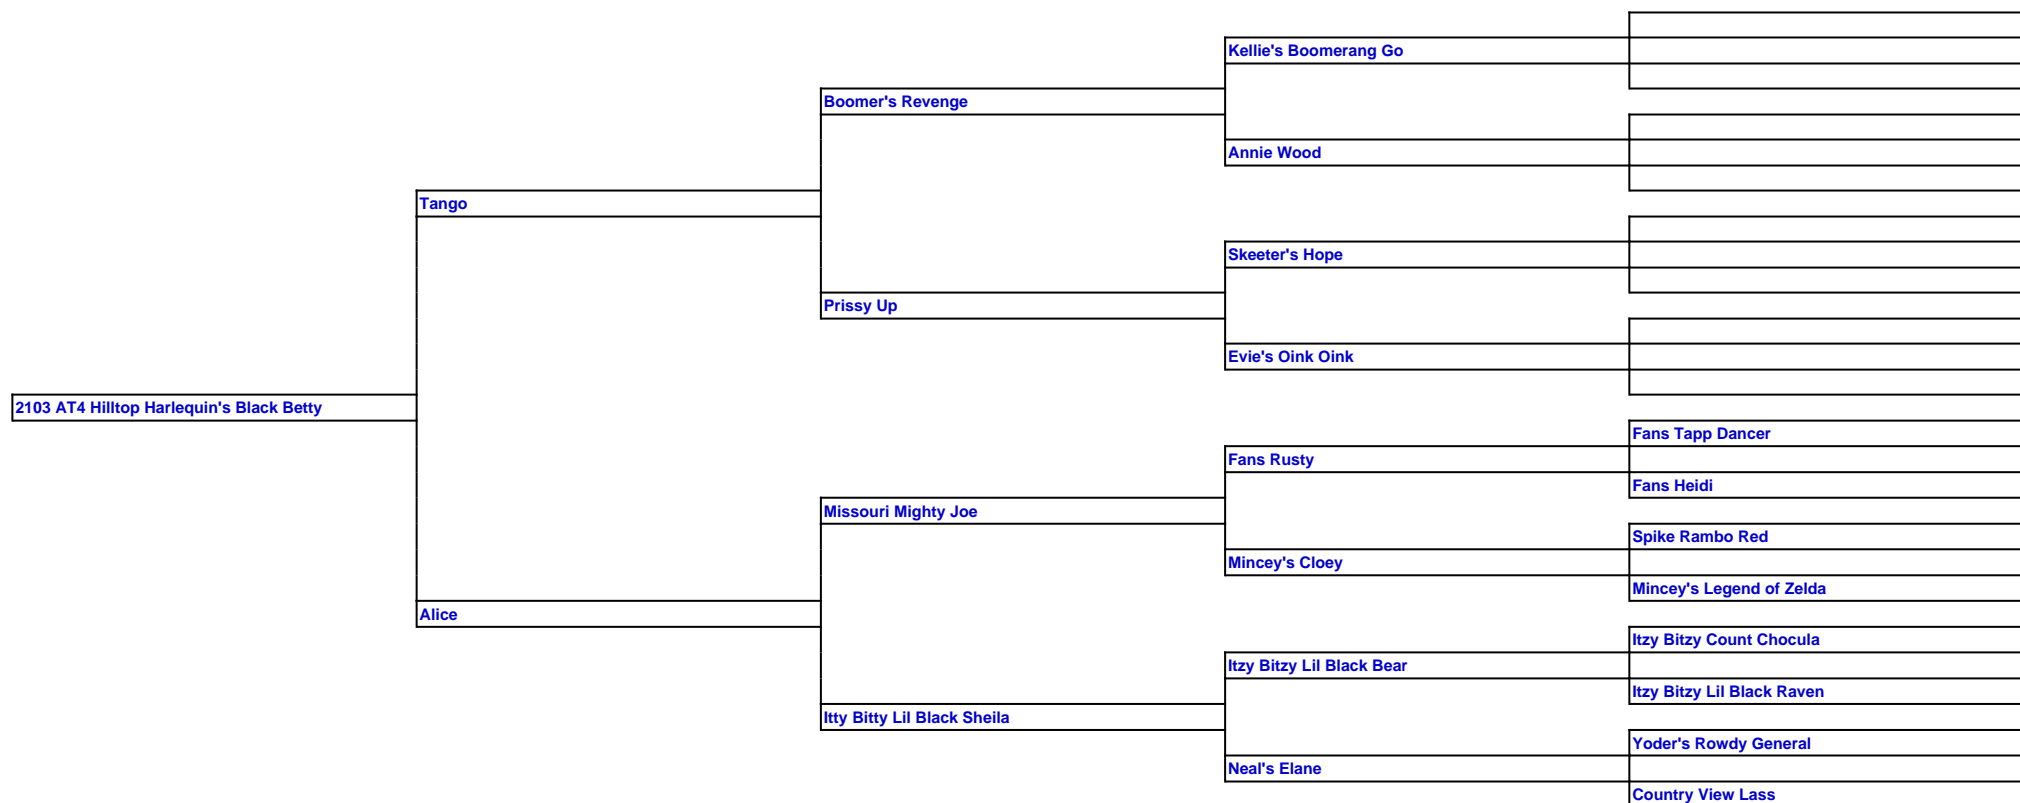 Kellie's Boomerang Go
Boomer's Revenge
Annie Wood
Tango
Skeeter's Hope
Prissy Up
Evie's Oink Oink
2103 AT4 Hilltop Harlequin's Black Betty
Fans Tapp Dancer
Fans Rusty
Fans Heidi
Missouri Mighty Joe
Spike Rambo Red
Mincey's Cloey
Mincey's Legend of Zelda
Alice
Itzy Bitzy Count Chocula
Itzy Bitzy Lil Black Bear
Itzy Bitzy Lil Black Raven
Itty Bitty Lil Black Sheila
Yoder's Rowdy General
Neal's Elane
Country View Lass